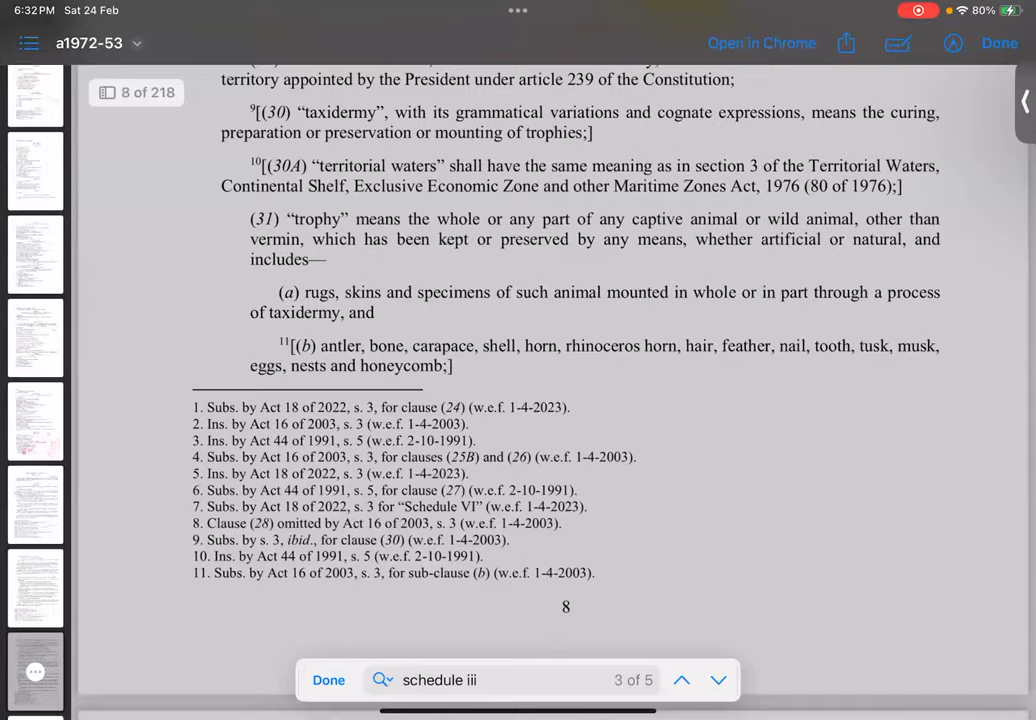 6:32 PM Sat 24 Feb
80%
a1972-53
Open in Chrome
Done
8 of 218
territory appointed by the President under article 239 of the Constitution;
9[(30) “taxidermy”, with its grammatical variations and cognate expressions, means the curing,
preparation or preservation or mounting of trophies;]
10[(30A) “territorial waters” shall have the same meaning as in section 3 of the Territorial Waters,
Continental Shelf, Exclusive Economic Zone and other Maritime Zones Act, 1976 (80 of 1976);]
(31) “trophy” means the whole or any part of any captive animal or wild animal, other than
vermin, which has been kept or preserved by any means, whether artificial or natural, and
includes—
(a) rugs, skins and specimens of such animal mounted in whole or in part through a process
of taxidermy, and
11[(b) antler, bone, carapace, shell, horn, rhinoceros horn, hair, feather, nail, tooth, tusk, musk,
eggs, nests and honeycomb;]
1. Subs. by Act 18 of 2022, s. 3, for clause (24) (w.e.f. 1-4-2023).
2. Ins. by Act 16 of 2003, s. 3 (w.e.f. 1-4-2003).
3. Ins. by Act 44 of 1991, s. 5 (w.e.f. 2-10-1991).
4. Subs. by Act 16 of 2003, s. 3, for clauses (25B) and (26) (w.e.f. 1-4-2003).
5. Ins. by Act 18 of 2022, s. 3 (w.e.f. 1-4-2023).
6. Subs. by Act 44 of 1991, s. 5, for clause (27) (w.e.f. 2-10-1991).
7. Subs. by Act 18 of 2022, s. 3 for “Schedule VI” (w.e.f. 1-4-2023).
8. Clause (28) omitted by Act 16 of 2003, s. 3 (w.e.f. 1-4-2003).
9. Subs. by s. 3, ibid., for clause (30) (w.e.f. 1-4-2003).
10. Ins. by Act 44 of 1991, s. 5 (w.e.f. 2-10-1991).
11. Subs. by Act 16 of 2003, s. 3, for sub-clause (b) (w.e.f. 1-4-2003).
8
Done
schedule iii
3 of 5